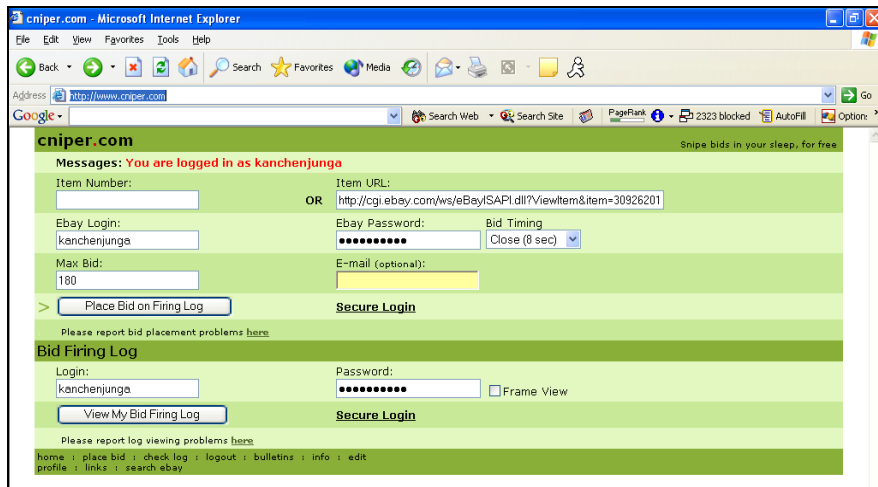 cniper.com - Microsoft Internet Explorer
File Edit View Favorites Tools Help
Back Search Favorites Media
Address http://www.cniper.com Go
Google Search Web Search Site PageRank 2323 blocked AutoFill Options
cniper.com Snipe bids in your sleep, for free
Messages: You are logged in as kanchenjunga
Item Number: Item URL:
OR http://cgi.ebay.com/ws/eBayISAPI.dll?ViewItem&item=30926201
Ebay Login: Ebay Password: Bid Timing
kanchenjunga ●●●●●●●●●● Close (8 sec)
Max Bid: E-mail (optional):
180
> Place Bid on Firing Log Secure Login
Please report bid placement problems here
Bid Firing Log
Login: Password:
kanchenjunga ●●●●●●●●●● Frame View
View My Bid Firing Log Secure Login
Please report log viewing problems here
home : place bid : check log : logout : bulletins : info : edit
profile : links : search ebay